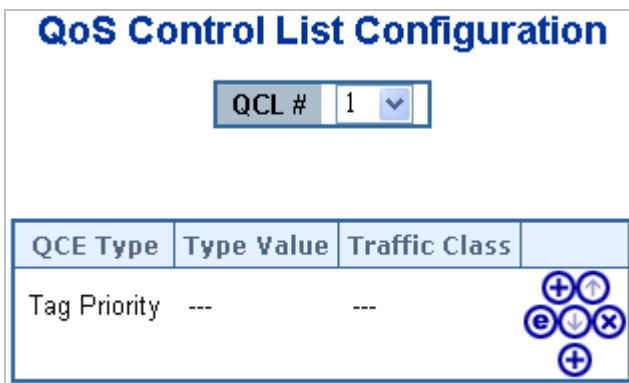 QoS Control List Configuration
QCL # 1
QCE Type Type Value Traffic Class
Tag Priority --- ---
e